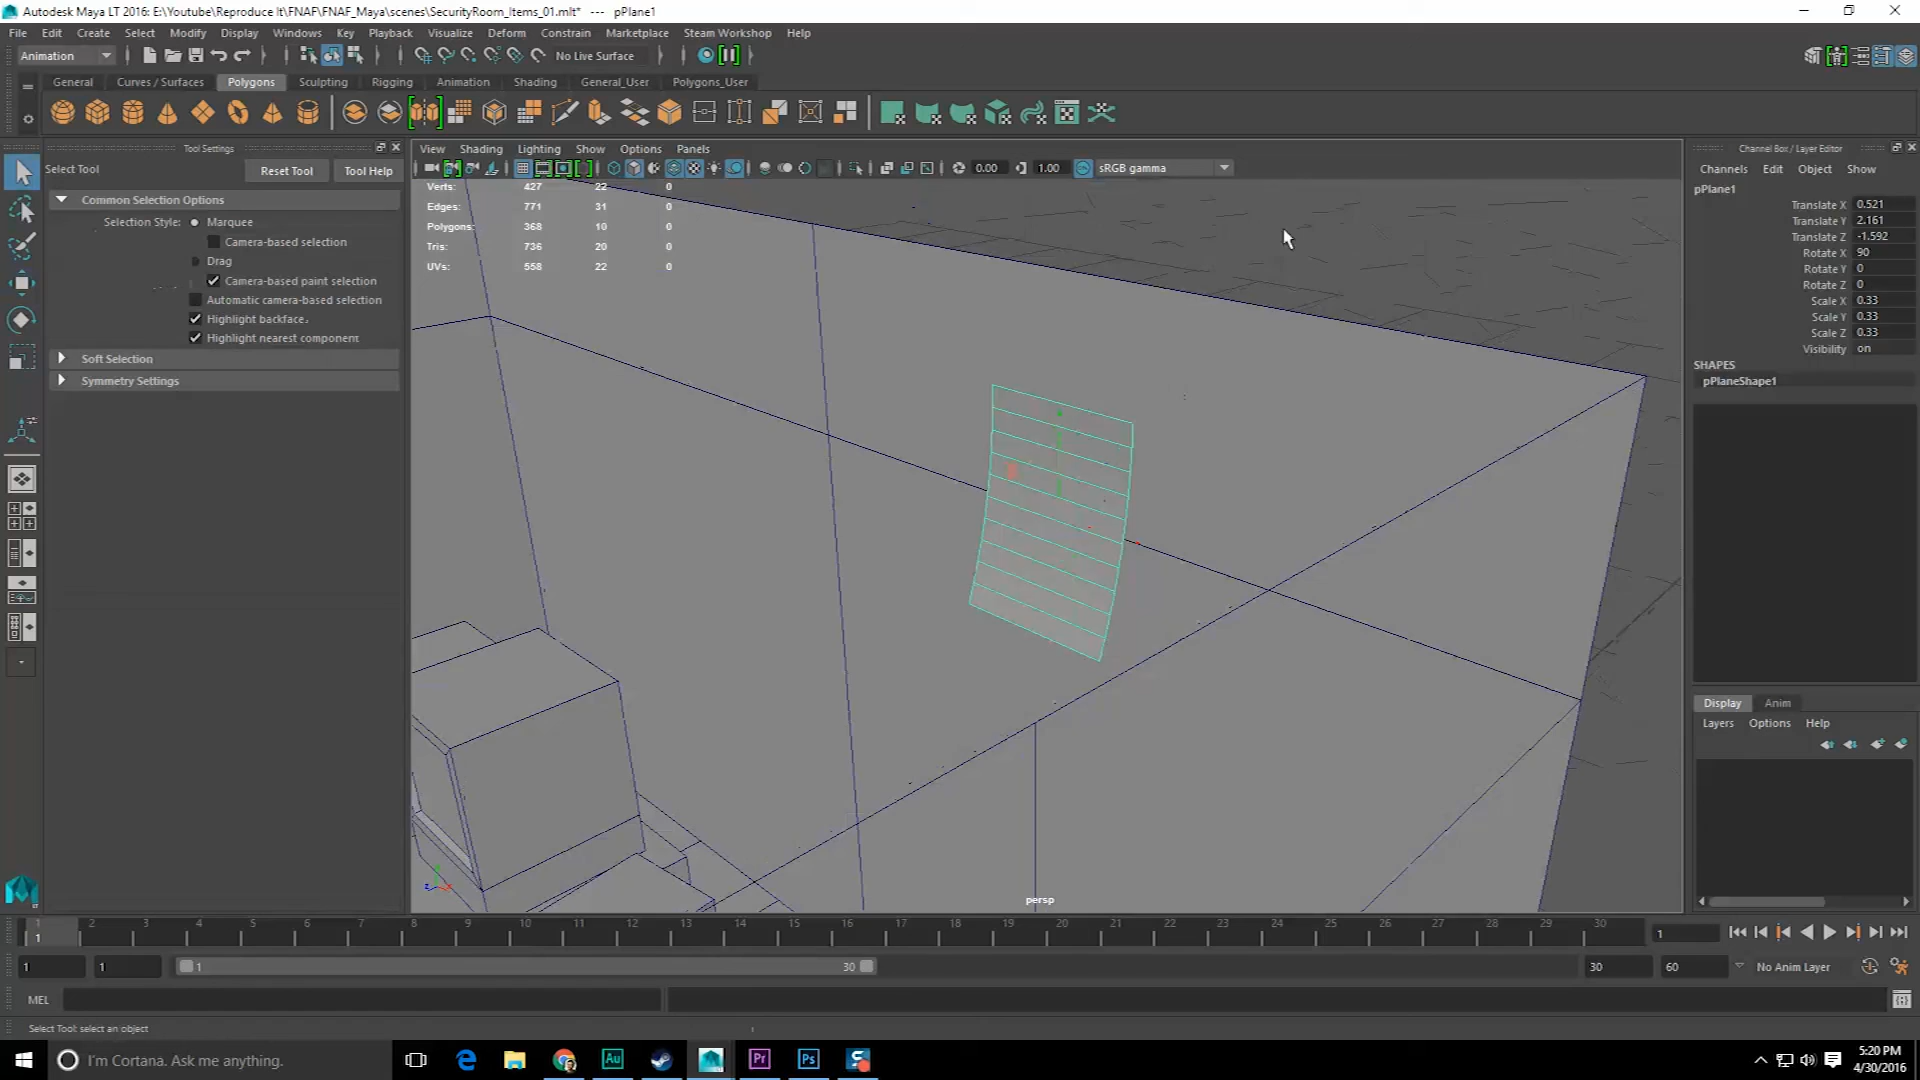 Autodesk Maya LT 2016: E:\Youtube\Reproduce It\FNAF\FNAF_Maya\scenes\SecurityRoom_Items_01.mlt* --- pPlane1
File Edit Create Select Modify Display Windows Key Playback Visualize Deform Constrain Marketplace Steam Workshop Help
Animation No Live Surface
General Curves / Surfaces Polygons Sculpting Rigging Animation Shading General_User Polygons_User
Tool Settings
Select Tool Reset Tool Tool Help
Common Selection Options
Selection Style: Marquee
Camera-based selection
Drag
Camera-based paint selection
Automatic camera-based selection
Highlight backfaces
Highlight nearest component
Soft Selection
Symmetry Settings
View Shading Lighting Show Options Panels
0.00 1.00 sRGB gamma
Verts: 427 22 0
Edges: 771 31 0
Polygons: 368 10 0
Tris: 736 20 0
UVs: 558 22 0
persp
Channel Box / Layer Editor
Channels Edit Object Show
pPlane1
Translate X 0.521
Translate Y 2.161
Translate Z -1.592
Rotate X 90
Rotate Y 0
Rotate Z 0
Scale X 0.33
Scale Y 0.33
Scale Z 0.33
Visibility on
SHAPES
pPlaneShape1
Display Anim
Layers Options Help
1 2 3 4 5 6 7 8 9 10 11 12 13 14 15 16 17 18 19 20 21 22 23 24 25 26 27 28 29 30
1 1
1 1 1 30 30 60 No Anim Layer
MEL
Select Tool: select an object
I'm Cortana. Ask me anything.
Au Pr Ps
5:20 PM
4/30/2016